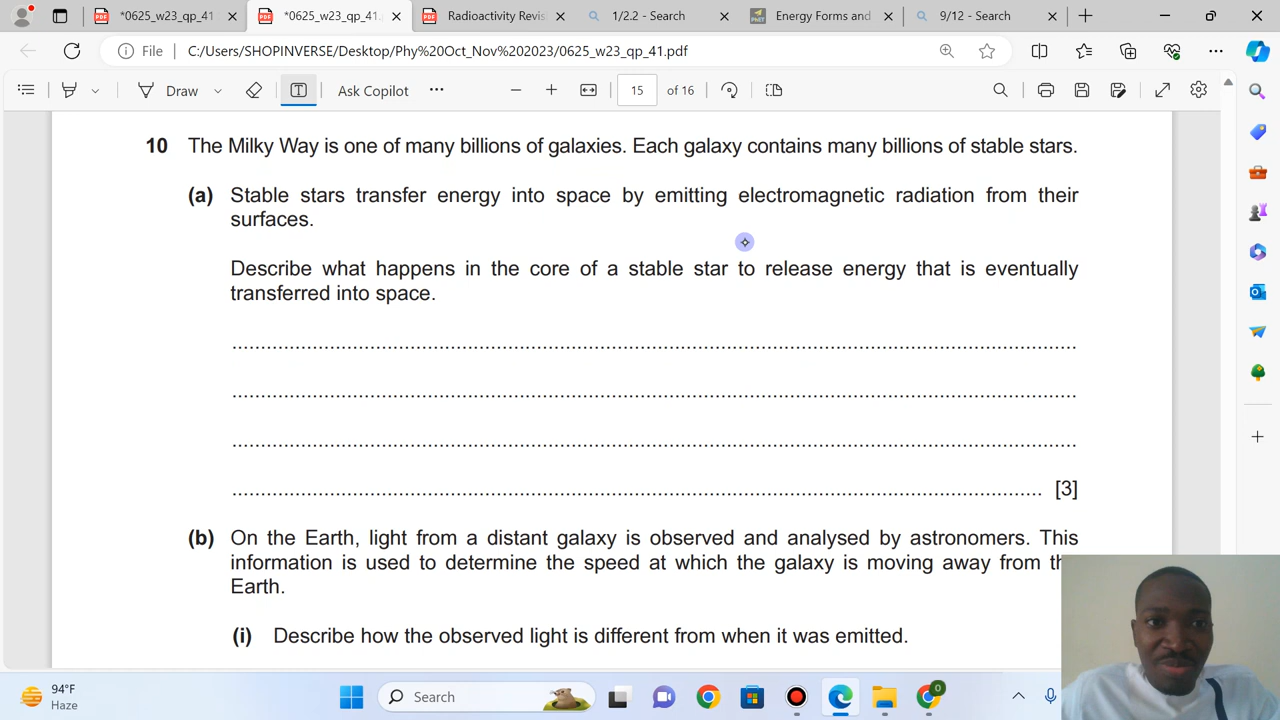 *0625_w23_qp_41
*0625_w23_qp_41.
Radioactivity Revis
1/2.2 - Search
Energy Forms and
9/12 - Search
File
C:/Users/SHOPINVERSE/Desktop/Phy%20Oct_Nov%202023/0625_w23_qp_41.pdf
Draw
Ask Copilot
15 of 16
10 The Milky Way is one of many billions of galaxies. Each galaxy contains many billions of stable stars.
(a) Stable stars transfer energy into space by emitting electromagnetic radiation from their
surfaces.
Describe what happens in the core of a stable star to release energy that is eventually
transferred into space.
..........................................................................................................................................
..........................................................................................................................................
..........................................................................................................................................
.................................................................................................................................... [3]
(b) On the Earth, light from a distant galaxy is observed and analysed by astronomers. This
information is used to determine the speed at which the galaxy is moving away from th
Earth.
(i) Describe how the observed light is different from when it was emitted.
94°F
Haze
Search
0